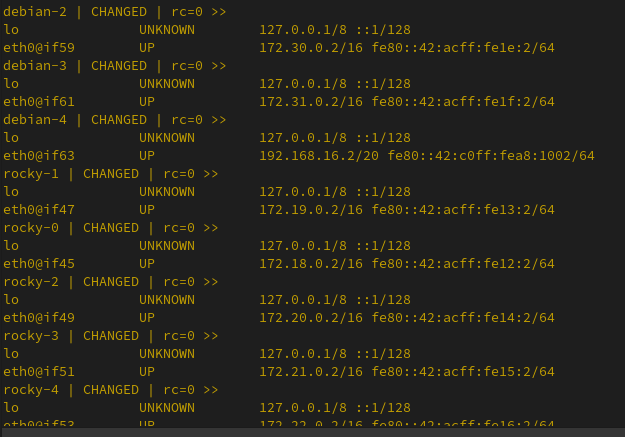 debian-2 | CHANGED | rc=0 >>
lo               UNKNOWN        127.0.0.1/8 ::1/128
eth0@if59        UP             172.30.0.2/16 fe80::42:acff:fe1e:2/64
debian-3 | CHANGED | rc=0 >>
lo               UNKNOWN        127.0.0.1/8 ::1/128
eth0@if61        UP             172.31.0.2/16 fe80::42:acff:fe1f:2/64
debian-4 | CHANGED | rc=0 >>
lo               UNKNOWN        127.0.0.1/8 ::1/128
eth0@if63        UP             192.168.16.2/20 fe80::42:c0ff:fea8:1002/64
rocky-1 | CHANGED | rc=0 >>
lo               UNKNOWN        127.0.0.1/8 ::1/128
eth0@if47        UP             172.19.0.2/16 fe80::42:acff:fe13:2/64
rocky-0 | CHANGED | rc=0 >>
lo               UNKNOWN        127.0.0.1/8 ::1/128
eth0@if45        UP             172.18.0.2/16 fe80::42:acff:fe12:2/64
rocky-2 | CHANGED | rc=0 >>
lo               UNKNOWN        127.0.0.1/8 ::1/128
eth0@if49        UP             172.20.0.2/16 fe80::42:acff:fe14:2/64
rocky-3 | CHANGED | rc=0 >>
lo               UNKNOWN        127.0.0.1/8 ::1/128
eth0@if51        UP             172.21.0.2/16 fe80::42:acff:fe15:2/64
rocky-4 | CHANGED | rc=0 >>
lo               UNKNOWN        127.0.0.1/8 ::1/128
eth0@if53        UP             172.22.0.2/16 fe80::42:acff:fe16:2/64